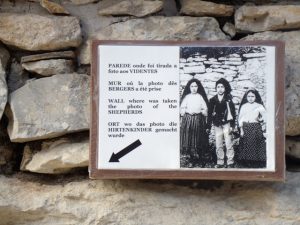 PAREDE onde foi tirada a
foto aos VIDENTES
MUR où la photo dès
BERGERS a été prise
WALL where was taken
the photo of the
SHEPHERDS
ORT wo das photo die
HIRTENKINDER gemacht
wurde